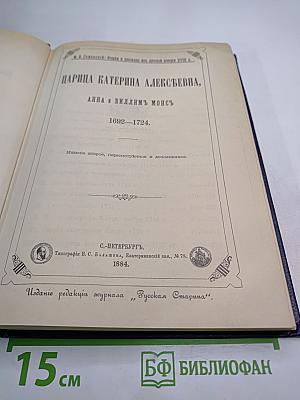 М. И. Семевскій: Очерки и разсказы изъ русской исторіи XVIII в.
ЦАРИЦА КАТЕРИНА АЛЕКСѢЕВНА,
АННА и ВИЛЛИМЪ МОНСЪ
1692—1724.
Изданіе второе, пересмотрѣнное и дополненное.
С.-ПЕТЕРБУРГЪ,
Типографія В. С. Балашева, Екатерининскій кан., № 78.
1884.
Изданіе редакціи журнала „Русская Старина“.
15 см
БФ БИБЛИОФАН